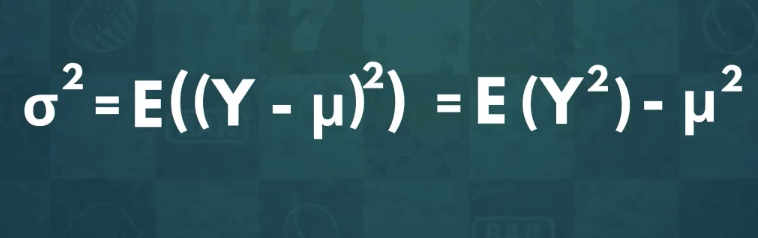 σ² = E((Y - μ)²) = E(Y²) - μ²